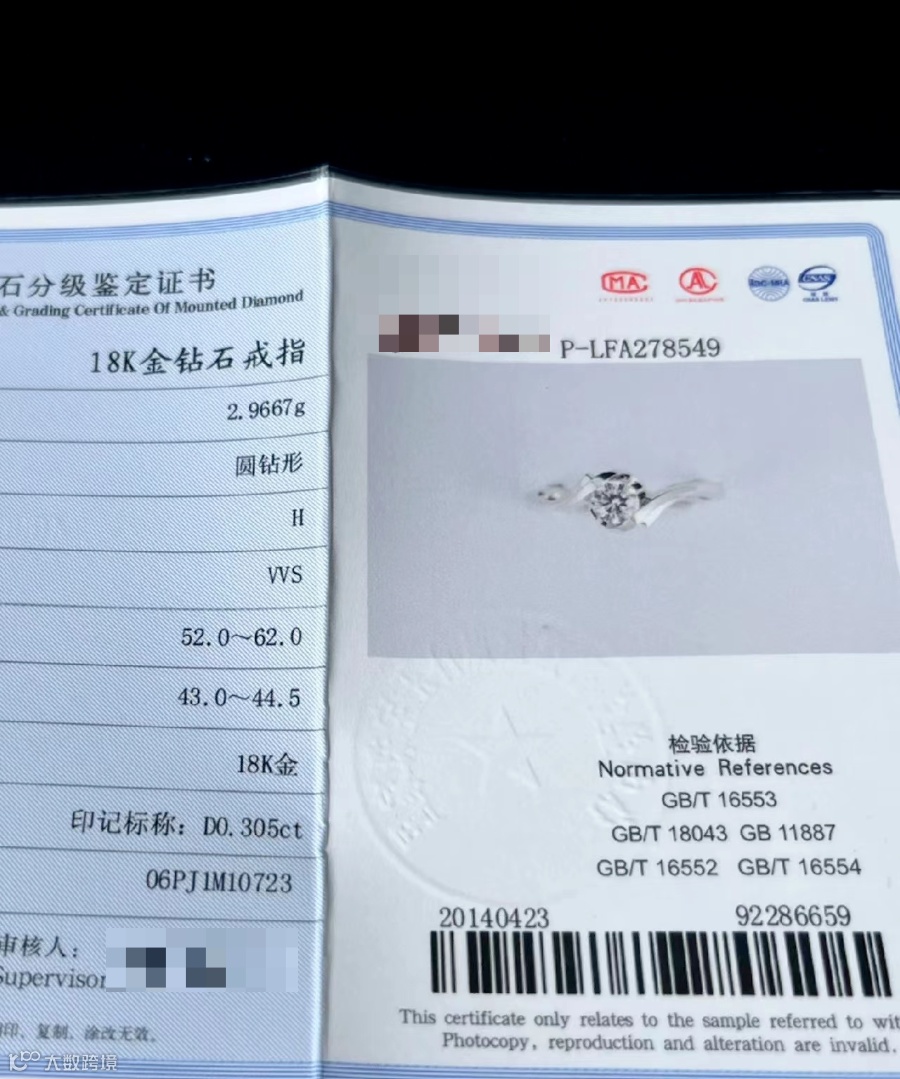 石分级鉴定证书
& Grading Certificate Of Mounted Diamond
18K金钻石戒指
2.9667g
圆钻形
H
VVS
52.0~62.0
43.0~44.5
18K金
印记标称: D0.305ct
06PJ1M10723
审核人:
Supervisor
印、复制、涂改无效。
MA
AL
ilac-MRA
CNAS
P-LFA278549
检验依据
Normative References
GB/T 16553
GB/T 18043 GB 11887
GB/T 16552 GB/T 16554
20140423 92286659
This certificate only relates to the sample referred to wit
Photocopy, reproduction and alteration are invalid.
大数跨境